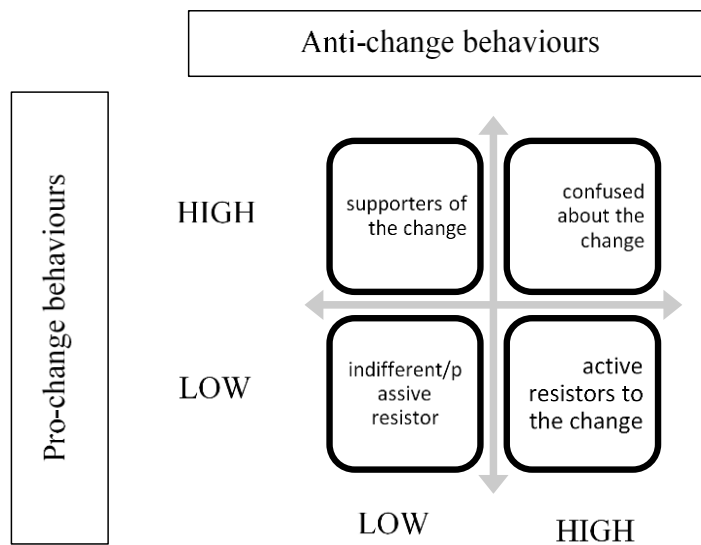 Anti-change behaviours
Pro-change behaviours
HIGH
supporters of
the change
confused
about the
change
LOW
indifferent/p
assive
resistor
active
resistors to
the change
LOW
HIGH